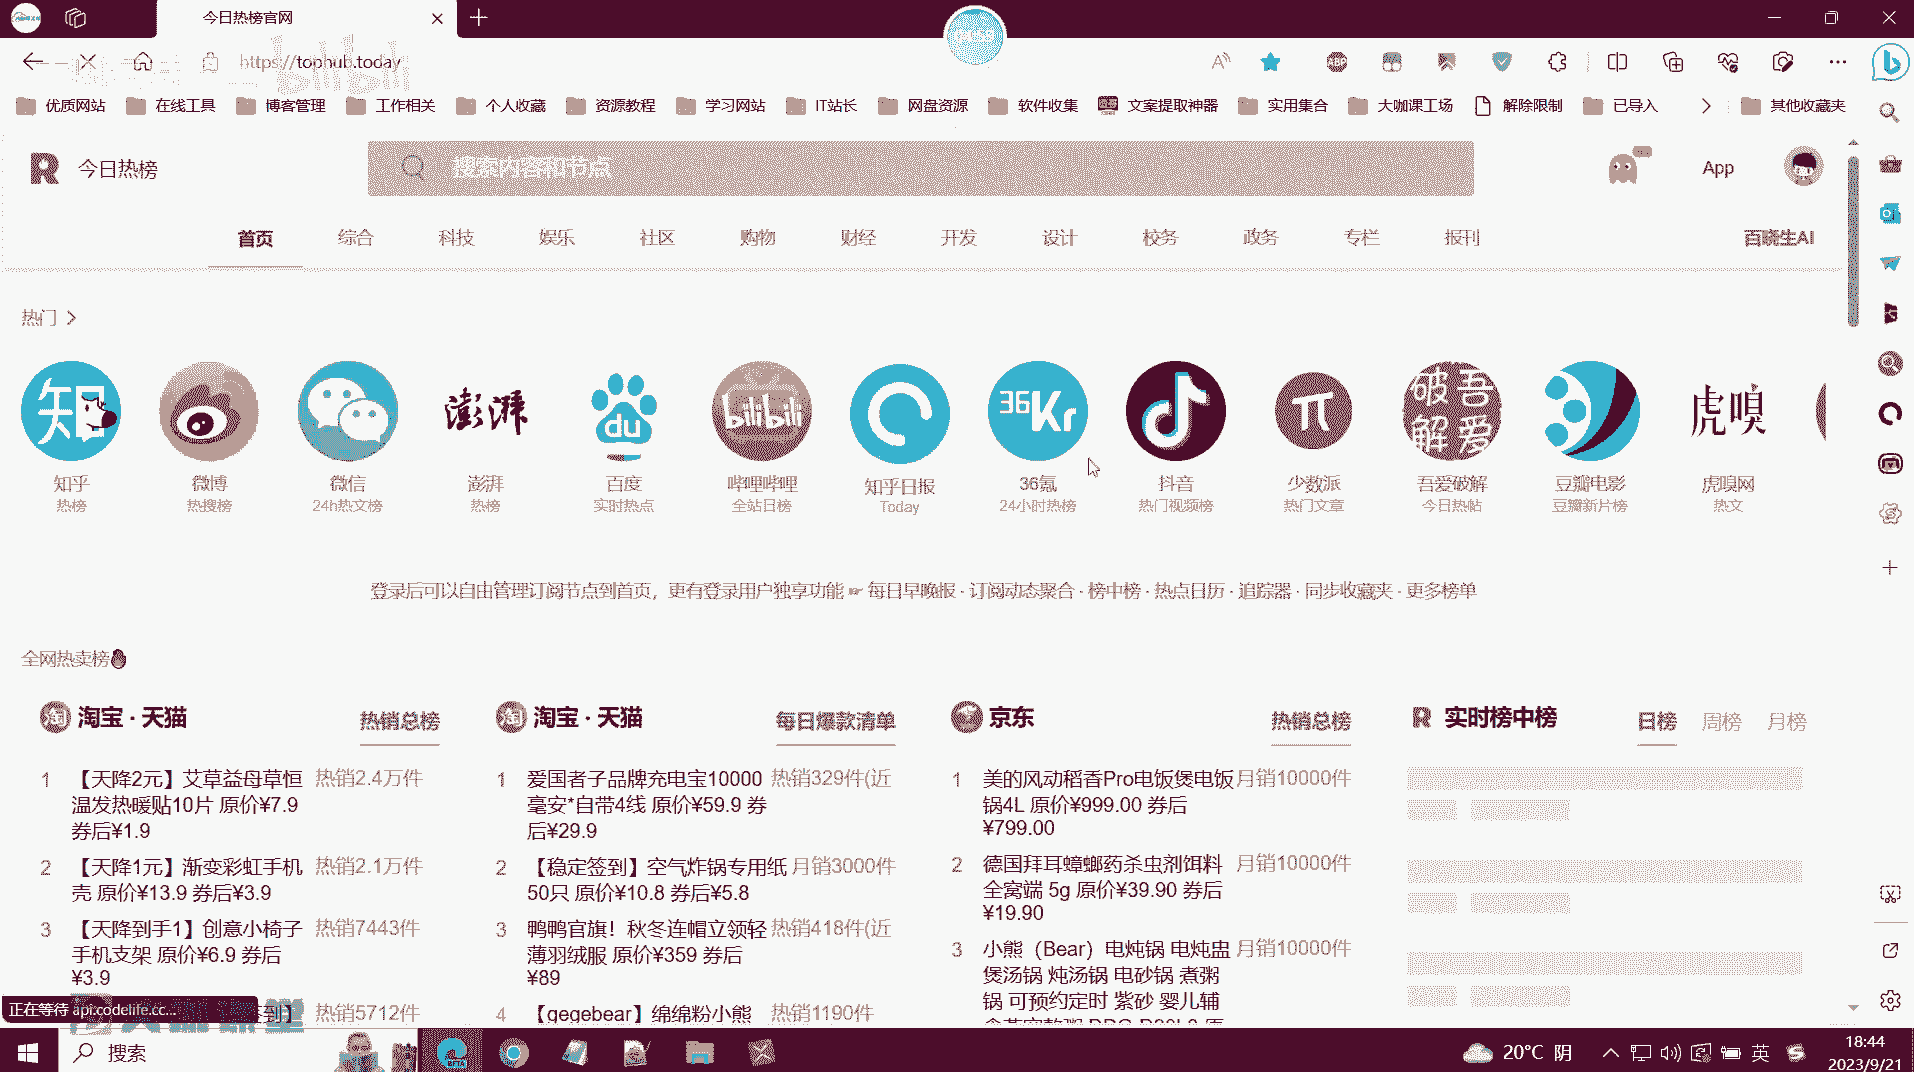 今日热榜官网
https://tophub.today
优质网站 在线工具 博客管理 工作相关 个人收藏 资源教程 学习网站 IT站长 网盘资源 软件收集 文案提取神器 实用集合 大咖课工场 解除限制 已导入 其他收藏夹
今日热榜 搜索内容和节点 App
首页 综合 科技 娱乐 社区 购物 财经 开发 设计 校务 政务 专栏 报刊 百晓生AI
热门
知 澎湃 du bilibili 36Kr π 吾爱破解 虎嗅
知乎 微博 微信 澎湃 百度 哔哩哔哩 知乎日报 36氪 抖音 少数派 吾爱破解 豆瓣电影 虎嗅网
热榜 热搜榜 24h热文榜 热榜 实时热点 全站日榜 Today 24小时热榜 热门视频榜 热门文章 今日热帖 豆瓣新片榜 热文
登录后可以自由管理订阅节点到首页，更有登录用户独享功能 ☞ 每日早晚报 · 订阅动态聚合 · 榜中榜 · 热点日历 · 追踪器 · 同步收藏夹 · 更多榜单
全网热卖榜
淘宝 · 天猫 热销总榜
1 【天降2元】艾草益母草恒 热销2.4万件
温发热暖贴10片 原价¥7.9
券后¥1.9
2 【天降1元】渐变彩虹手机 热销2.1万件
壳 原价¥13.9 券后¥3.9
3 【天降到手1】创意小椅子 热销7443件
手机支架 原价¥6.9 券后
¥3.9
签到】 热销5712件
淘宝 · 天猫 每日爆款清单
1 爱国者子品牌充电宝10000 热销329件(近
毫安*自带4线 原价¥59.9 券
后¥29.9
2 【稳定签到】空气炸锅专用纸 月销3000件
50只 原价¥10.8 券后¥5.8
3 鸭鸭官旗！秋冬连帽立领轻 热销418件(近
薄羽绒服 原价¥359 券后
¥89
4 【gegebear】绵绵粉小熊 热销1190件
京东 热销总榜
1 美的风动稻香Pro电饭煲电饭 月销10000件
锅4L 原价¥999.00 券后
¥799.00
2 德国拜耳蟑螂药杀虫剂饵料 月销10000件
全窝端 5g 原价¥39.90 券后
¥19.90
3 小熊（Bear）电炖锅 电炖盅 月销10000件
煲汤锅 炖汤锅 电砂锅 煮粥
锅 可预约定时 紫砂 婴儿辅
实时榜中榜 日榜 周榜 月榜
正在等待 api.codelife.cc...
搜索 20°C 阴 英 18:44
2023/9/21